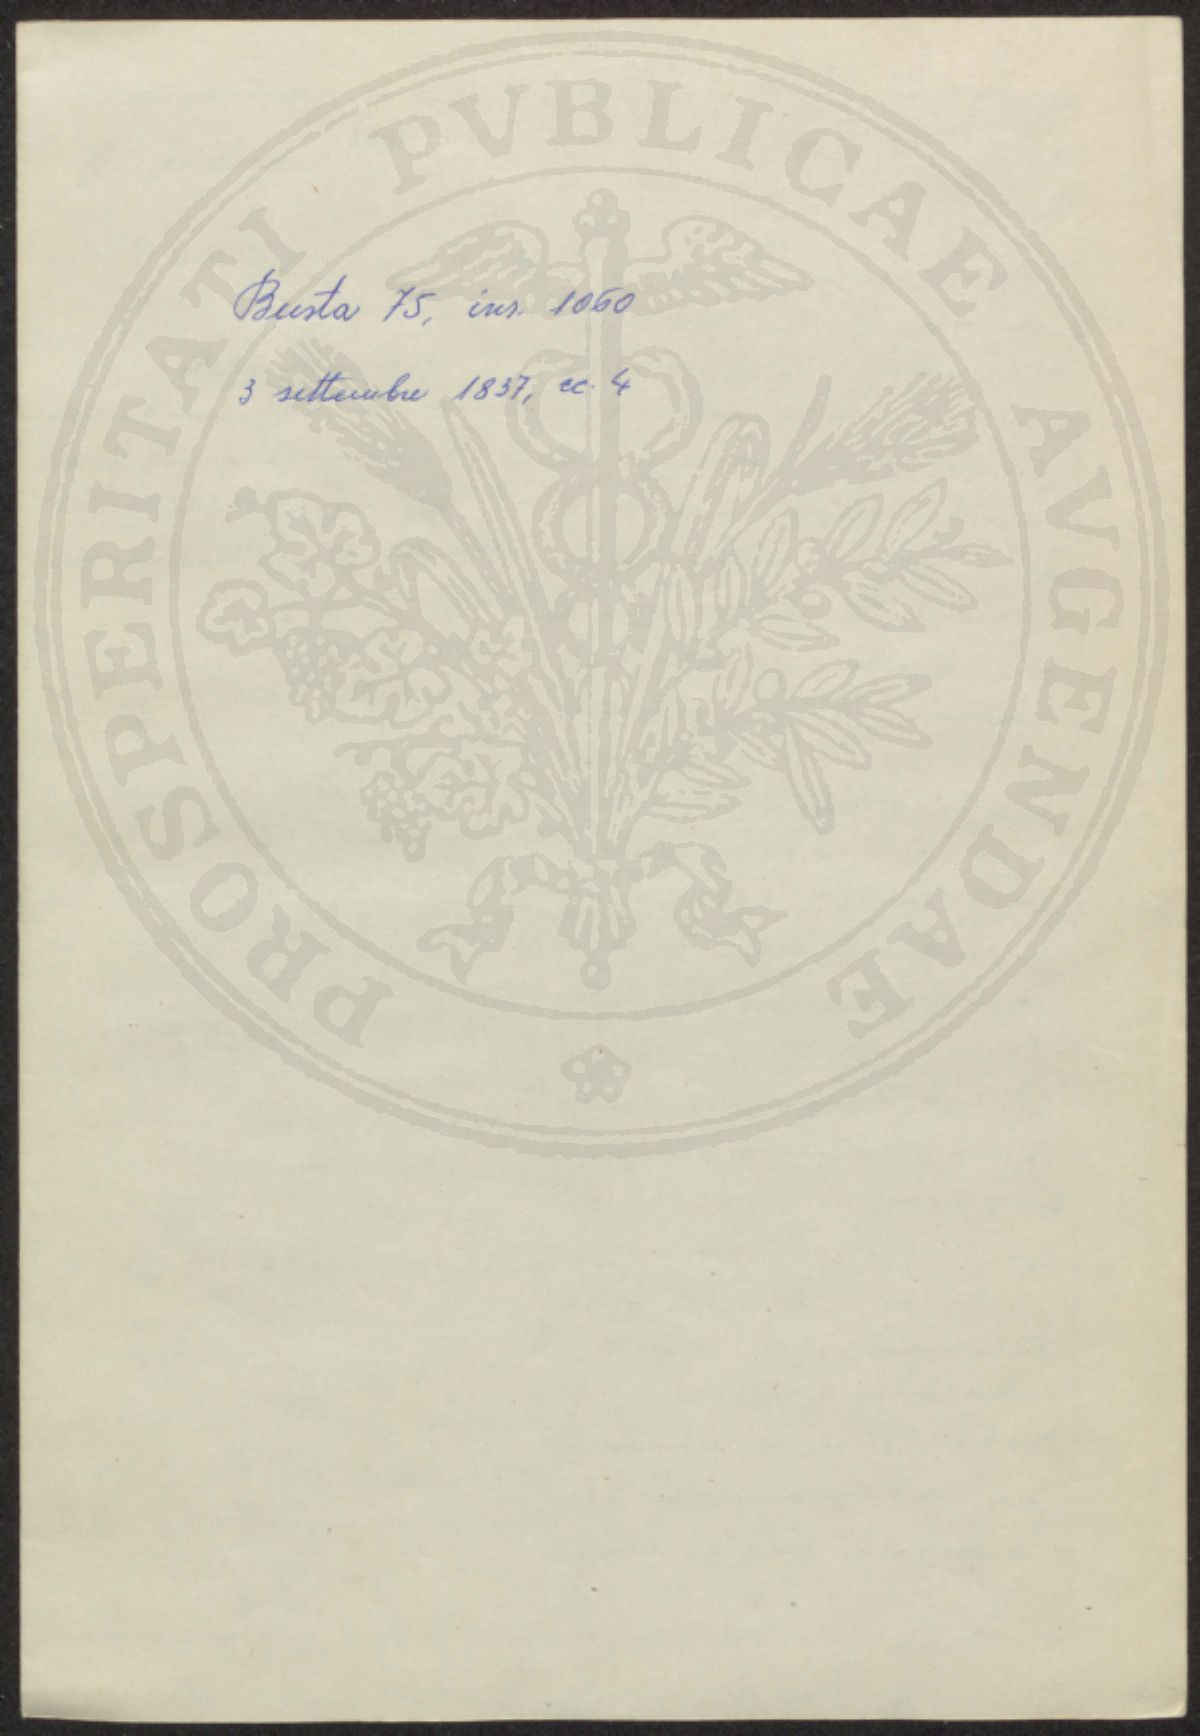 PROSPERITATI PVBLICAE AVGENDAE
Busta 75, ins. 1060
3 settembre 1837, cc. 4